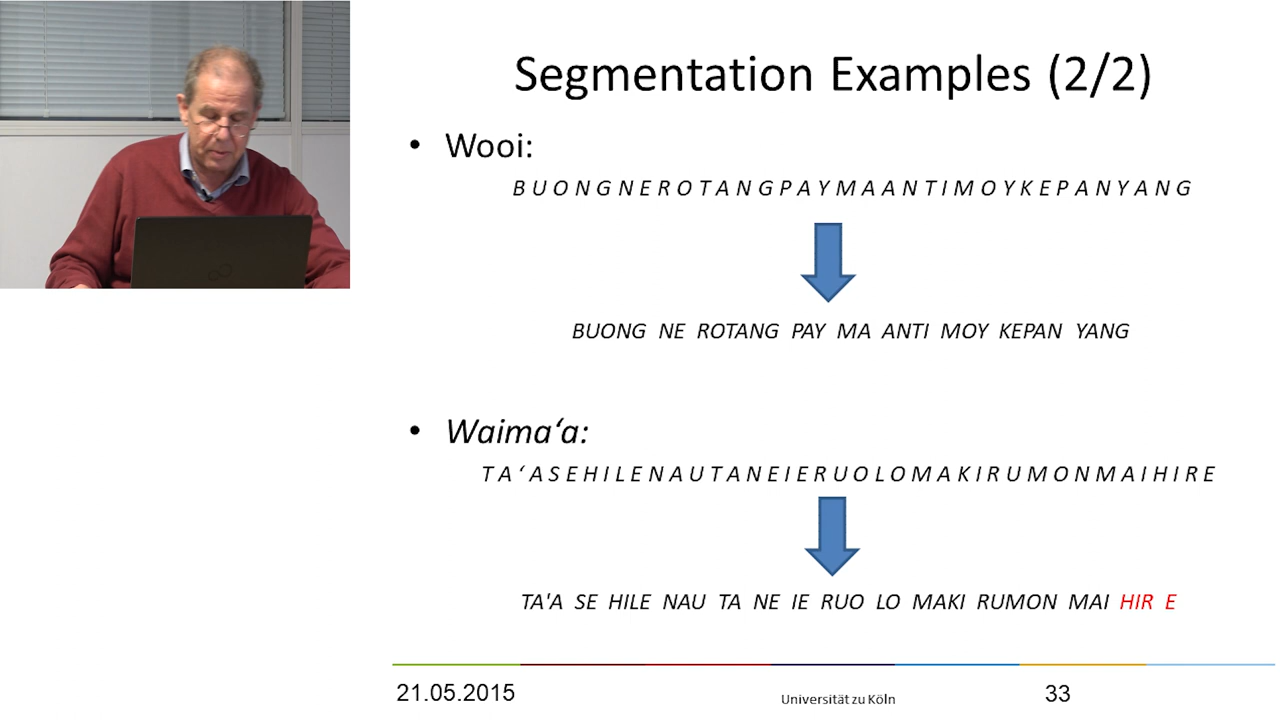 Segmentation Examples (2/2)
• Wooi:
B U O N G N E R O T A N G P A Y M A A N T I M O Y K E P A N Y A N G
BUONG NE ROTANG PAY MA ANTI MOY KEPAN YANG
• Waima‘a:
T A ‘ A S E H I L E N A U T A N E I E R U O L O M A K I R U M O N M A I H I R E
TA'A SE HILE NAU TA NE IE RUO LO MAKI RUMON MAI HIR E
21.05.2015
Universität zu Köln
33